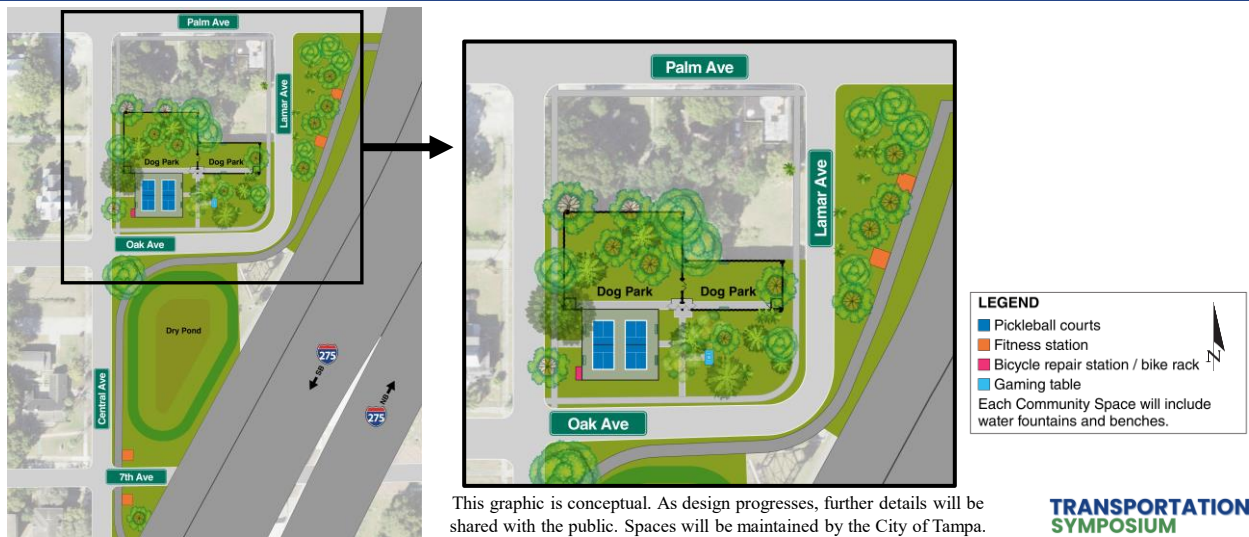 Palm Ave
Lamar Ave
Dog Park
Dog Park
Oak Ave
Dry Pond
Central Ave
275
SB
NB
275
7th Ave
Palm Ave
Lamar Ave
Dog Park
Dog Park
Oak Ave
LEGEND
Pickleball courts
Fitness station
Bicycle repair station / bike rack
Gaming table
Each Community Space will include
water fountains and benches.
N
This graphic is conceptual. As design progresses, further details will be
shared with the public. Spaces will be maintained by the City of Tampa.
TRANSPORTATION
SYMPOSIUM